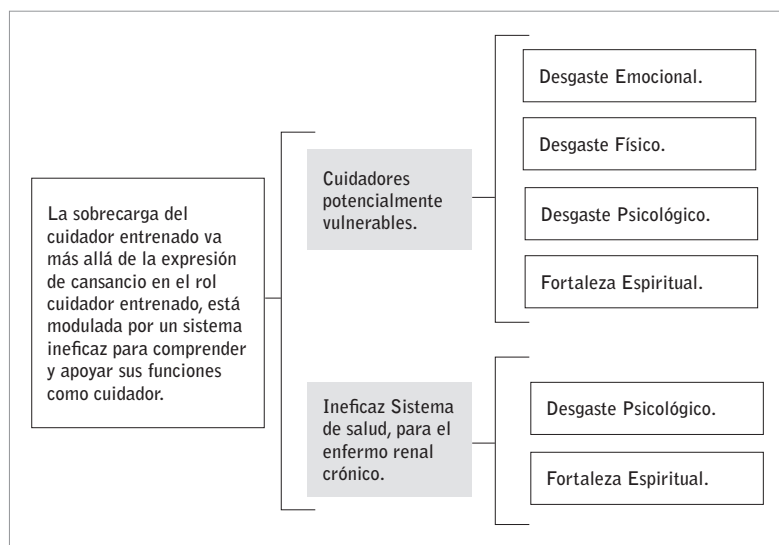 La sobrecarga del
cuidador entrenado va
más allá de la expresión
de cansancio en el rol
cuidador entrenado, está
modulada por un sistema
ineficaz para comprender
y apoyar sus funciones
como cuidador.
Cuidadores
potencialmente
vulnerables.
Desgaste Emocional.
Desgaste Físico.
Desgaste Psicológico.
Fortaleza Espiritual.
Ineficaz Sistema
de salud, para el
enfermo renal
crónico.
Desgaste Psicológico.
Fortaleza Espiritual.